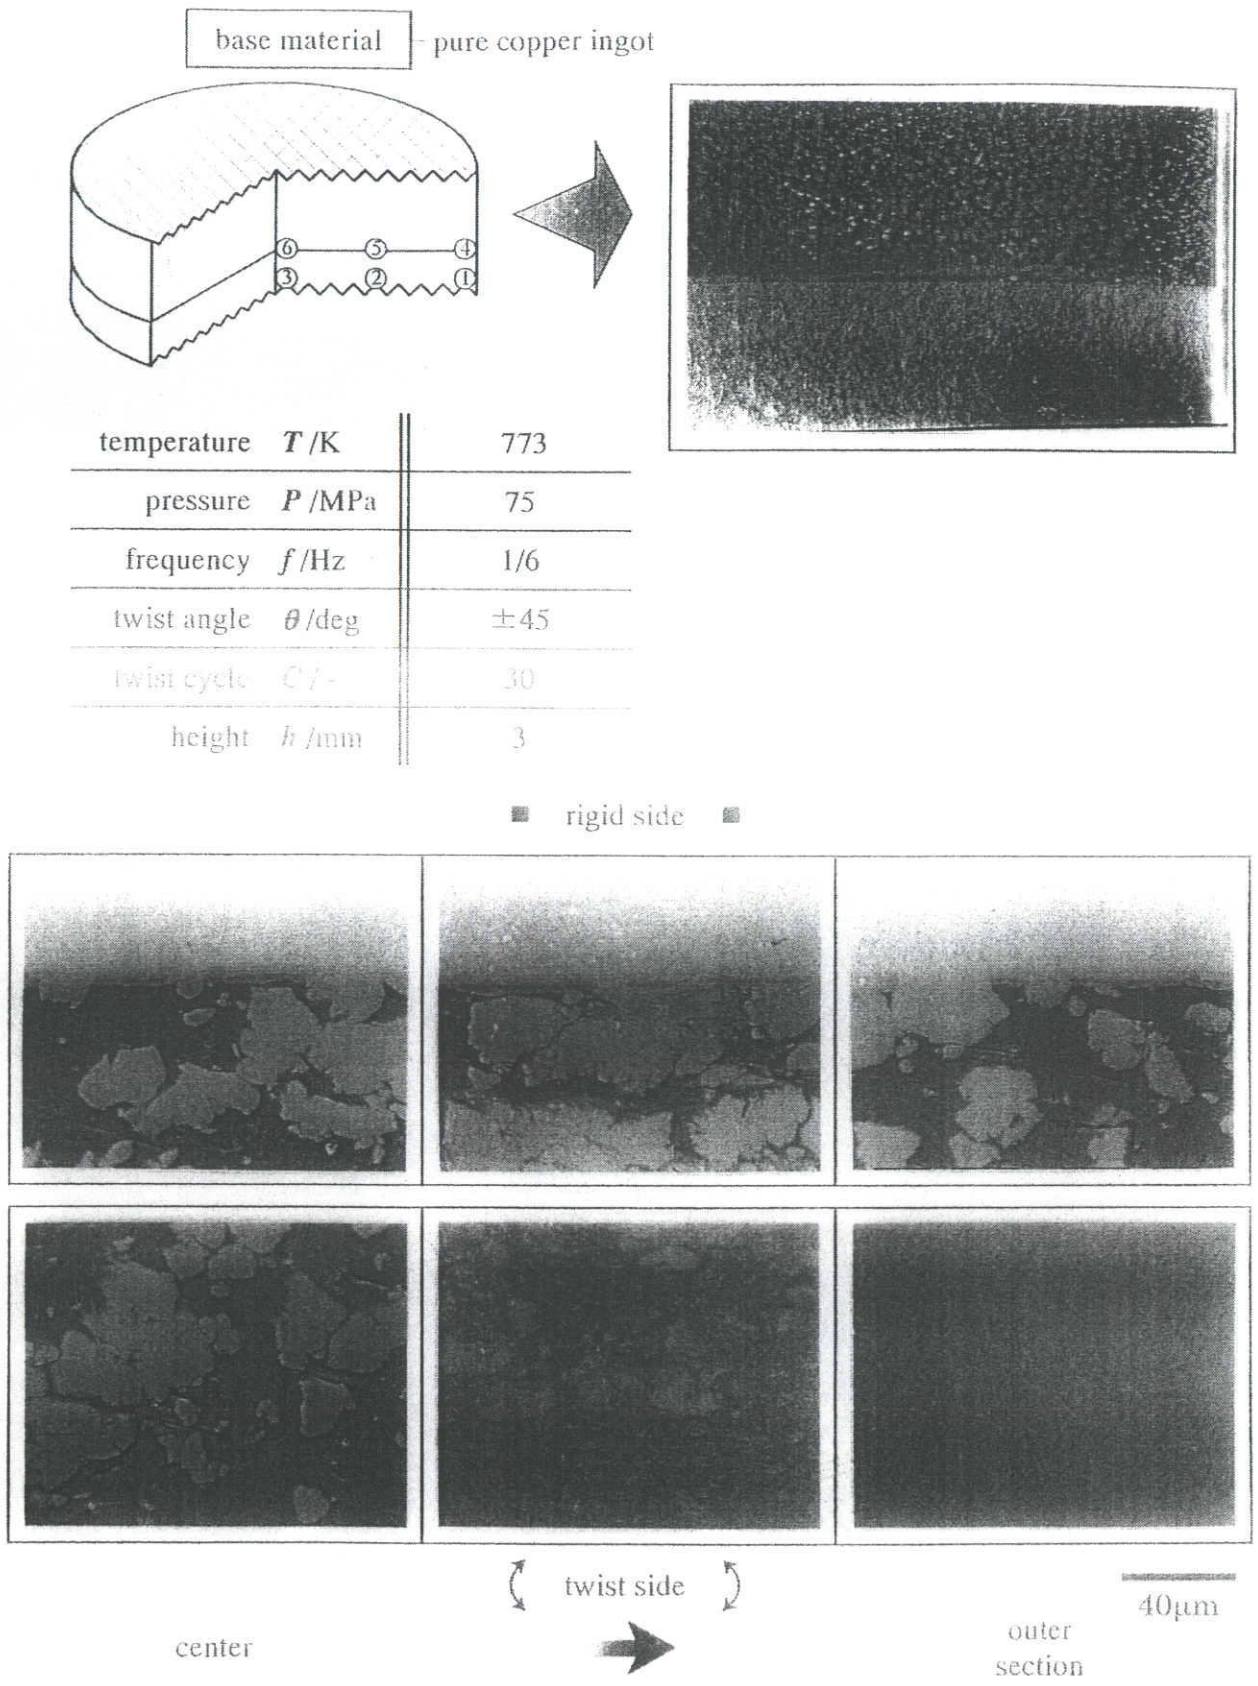 base material pure copper ingot
⑥ ⑤ ④
③ ② ①
temperature T /K 773
pressure P /MPa 75
frequency f /Hz 1/6
twist angle θ /deg ±45
twist cycle C / - 30
height h /mm 3
■ rigid side ■
twist side
40μm
center
outer
section